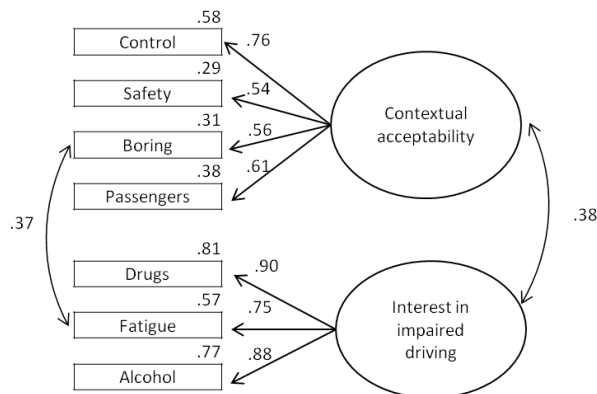 .58
Control
.76
.29
Safety
.54
Contextual
acceptability
.31
Boring
.56
.38
Passengers
.61
.37
.38
.81
Drugs
.90
.57
Fatigue
.75
Interest in
impaired
driving
.77
Alcohol
.88